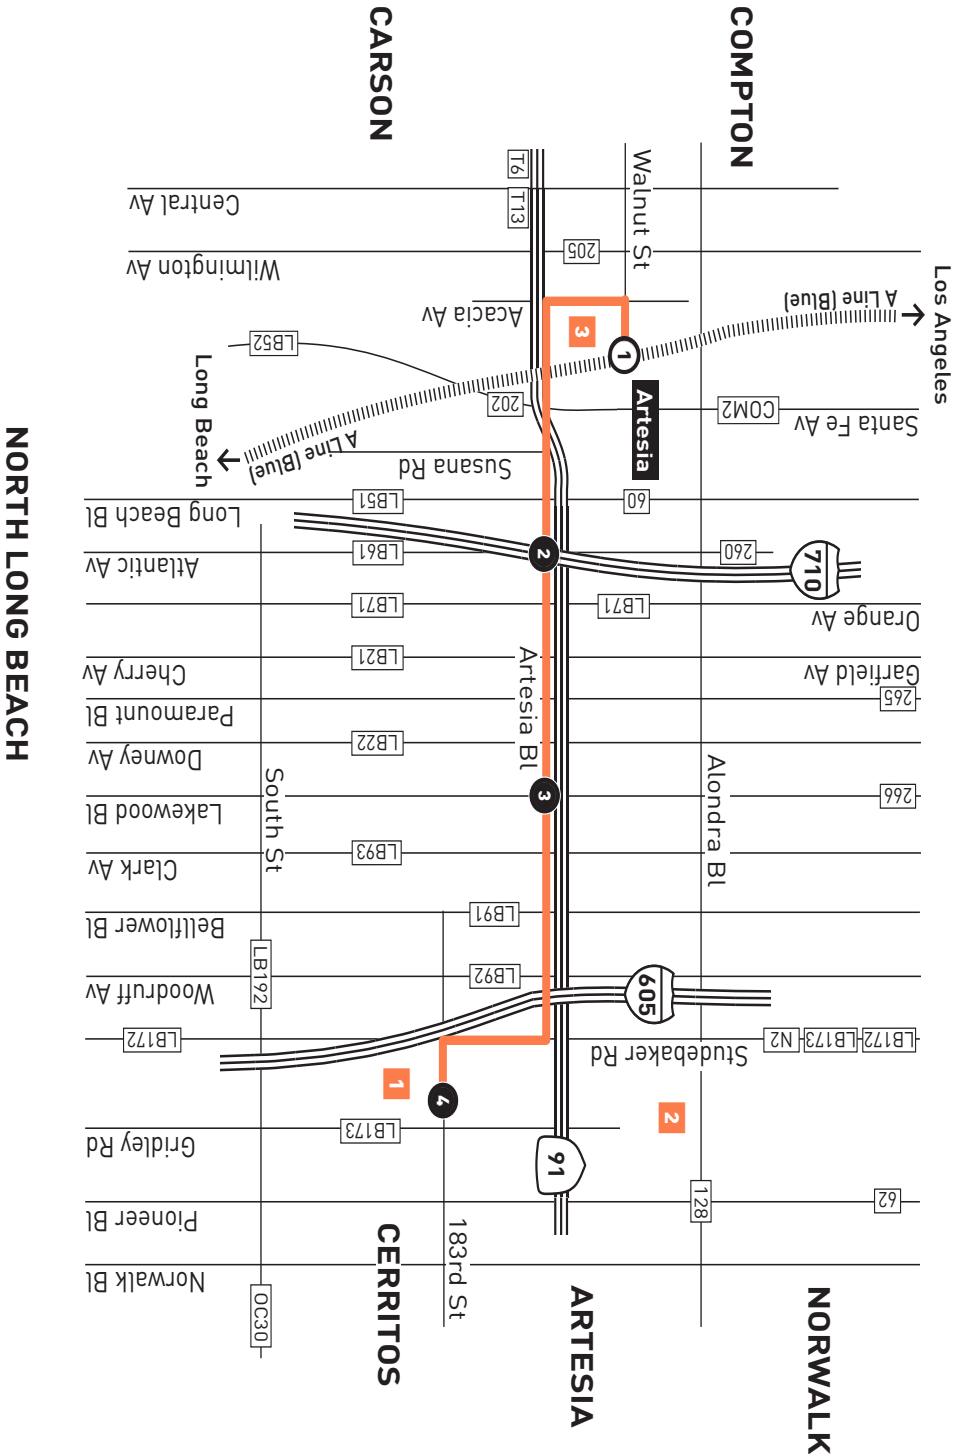 COMPTON
CARSON
NORTH LONG BEACH
NORWALK
ARTESIA
CERRITOS
Los Angeles
A Line (Blue)
Long Beach
A Line (Blue)
Walnut St
Alondra Bl
Artesia Bl
South St
183rd St
Artesia
Central Av
Wilmington Av
Acacia Av
Santa Fe Av
Susana Rd
Long Beach Bl
Atlantic Av
Orange Av
Cherry Av
Garfield Av
Paramount Bl
Downey Av
Lakewood Bl
Clark Av
Bellflower Bl
Woodruff Av
Studebaker Rd
Gridley Rd
Pioneer Bl
Norwalk Bl
T6
T13
205
LB52
202
COM2
LB51
60
LB61
260
LB71
LB71
LB21
265
LB22
266
LB93
LB91
LB92
LB192
LB172
N2
LB173
LB172
LB173
128
62
OC30
710
605
91
1
2
3
4
1
2
3